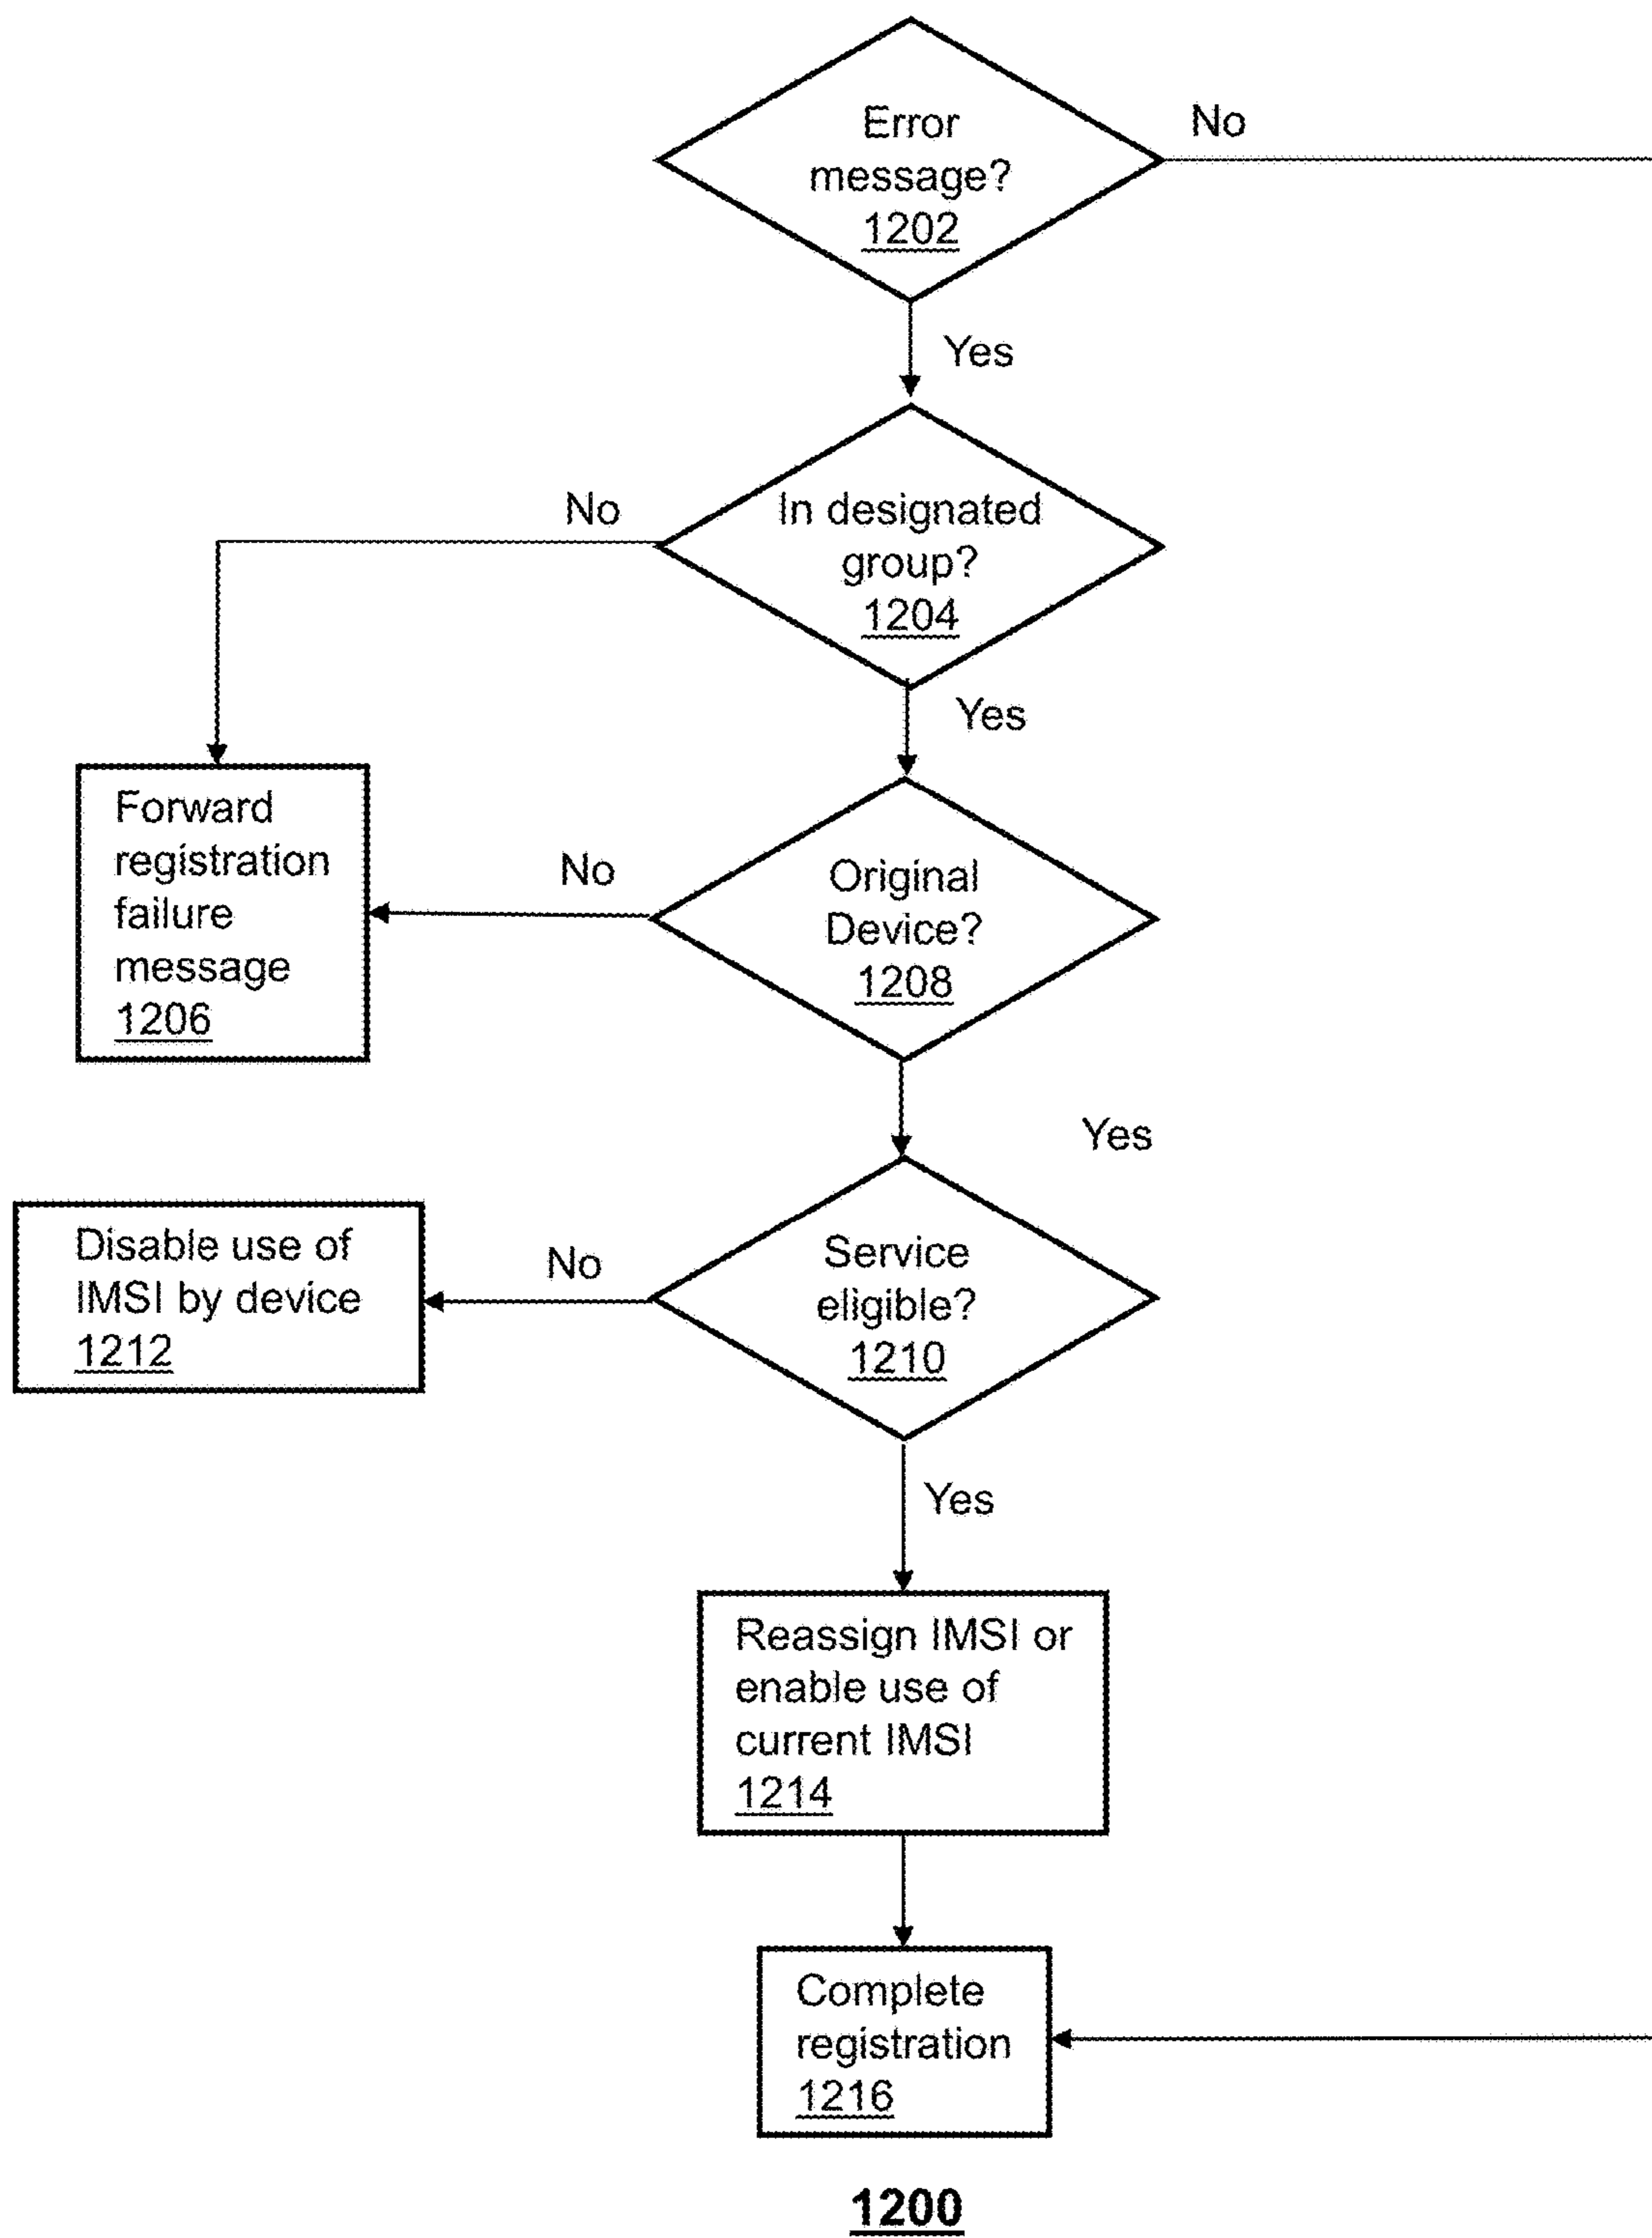 Error
message?
1202
No
Yes
In designated
group?
1204
No
Yes
Forward
registration
failure
message
1206
No
Original
Device?
1208
Yes
Disable use of
IMSI by device
1212
No
Service
eligible?
1210
Yes
Reassign IMSI or
enable use of
current IMSI
1214
Complete
registration
1216
1200